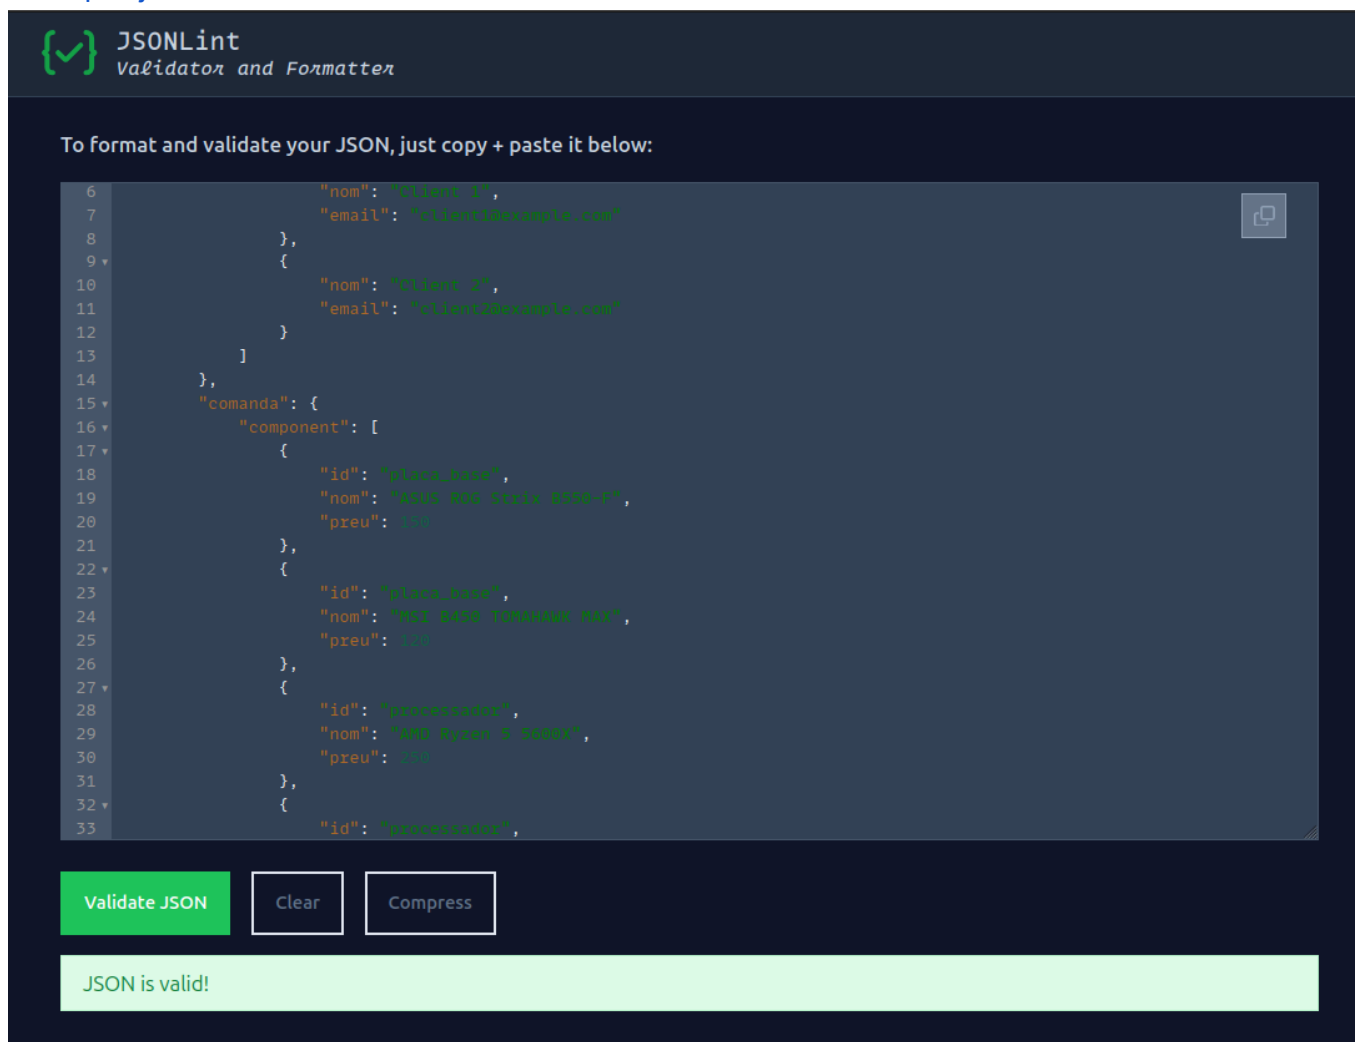 JSONLint
Validator and Formatter
To format and validate your JSON, just copy + paste it below:
6 "nom": "Client 1",
7 "email": "client1@example.com"
8 },
9 {
10 "nom": "Client 2",
11 "email": "client2@example.com"
12 }
13 ]
14 },
15 "comanda": {
16 "component": [
17 {
18 "id": "placa_base",
19 "nom": "ASUS ROG Strix B550-F",
20 "preu": 150
21 },
22 {
23 "id": "placa_base",
24 "nom": "MSI B450 TOMAHAWK MAX",
25 "preu": 120
26 },
27 {
28 "id": "processador",
29 "nom": "AMD Ryzen 5 5600X",
30 "preu": 250
31 },
32 {
33 "id": "processador",
Validate JSON Clear Compress
JSON is valid!